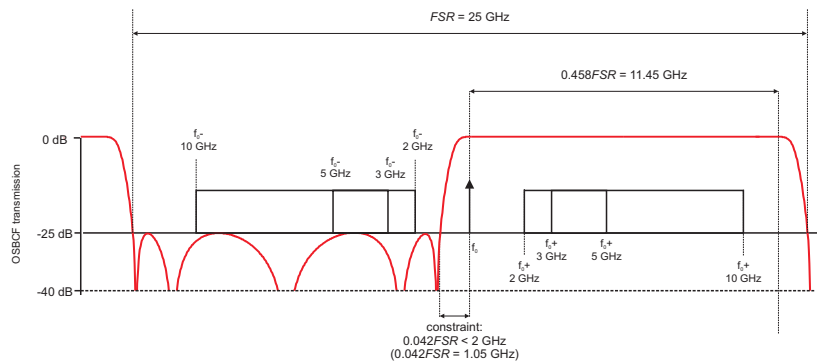 FSR = 25 GHz
0.458FSR = 11.45 GHz
OSBCF transmission
0 dB
-25 dB
-40 dB
f₀-
10 GHz
f₀-
5 GHz
f₀-
3 GHz
f₀-
2 GHz
f₀
f₀+
2 GHz
f₀+
3 GHz
f₀+
5 GHz
f₀+
10 GHz
constraint:
0.042FSR < 2 GHz
(0.042FSR = 1.05 GHz)